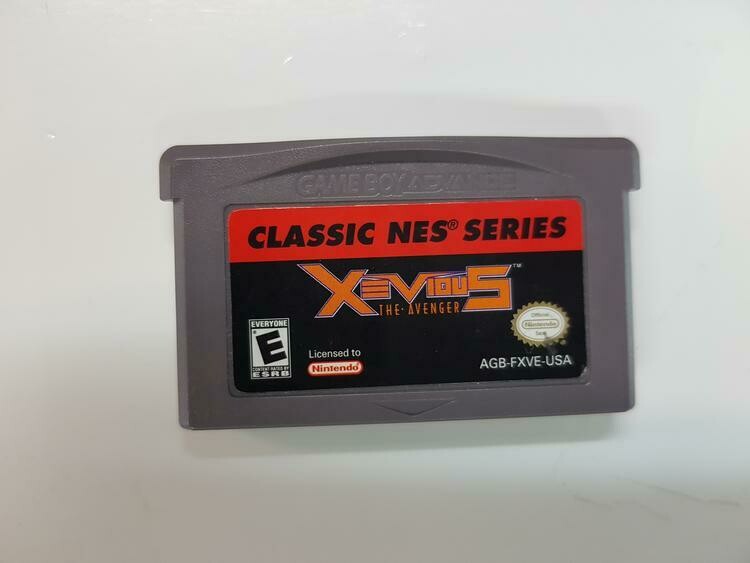 GAME BOY ADVANCE
CLASSIC NES® SERIES
XEVIOUS™
THE·AVENGER
EVERYONE
E
CONTENT RATED BY
ESRB
Licensed to
Nintendo®
Official
Nintendo
Seal
AGB-FXVE-USA